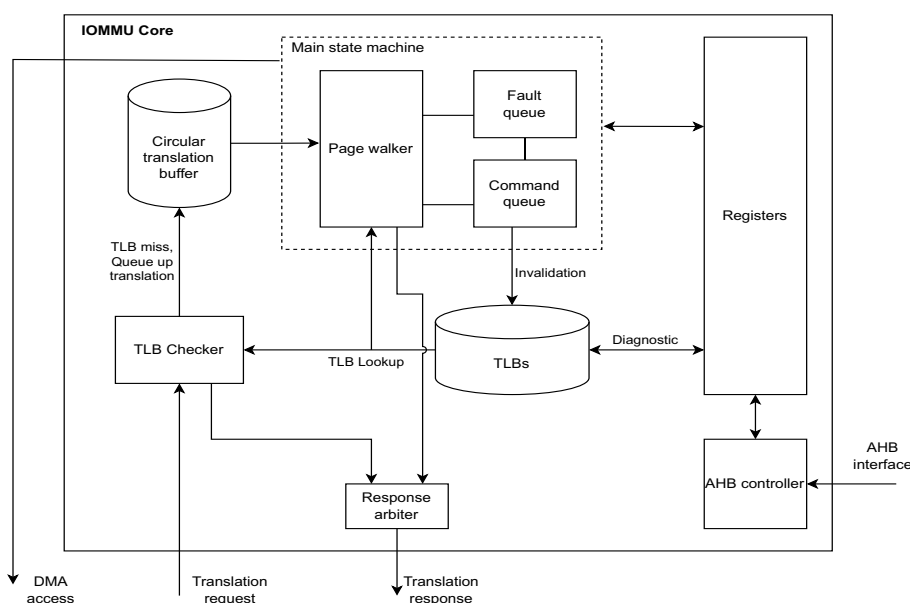 IOMMU Core
Main state machine
Circular
translation
buffer
Page walker
Fault
queue
Command
queue
Registers
TLB miss,
Queue up
translation
Invalidation
TLB Checker
TLB Lookup
TLBs
Diagnostic
AHB
interface
AHB controller
Response
arbiter
DMA
access
Translation
request
Translation
response